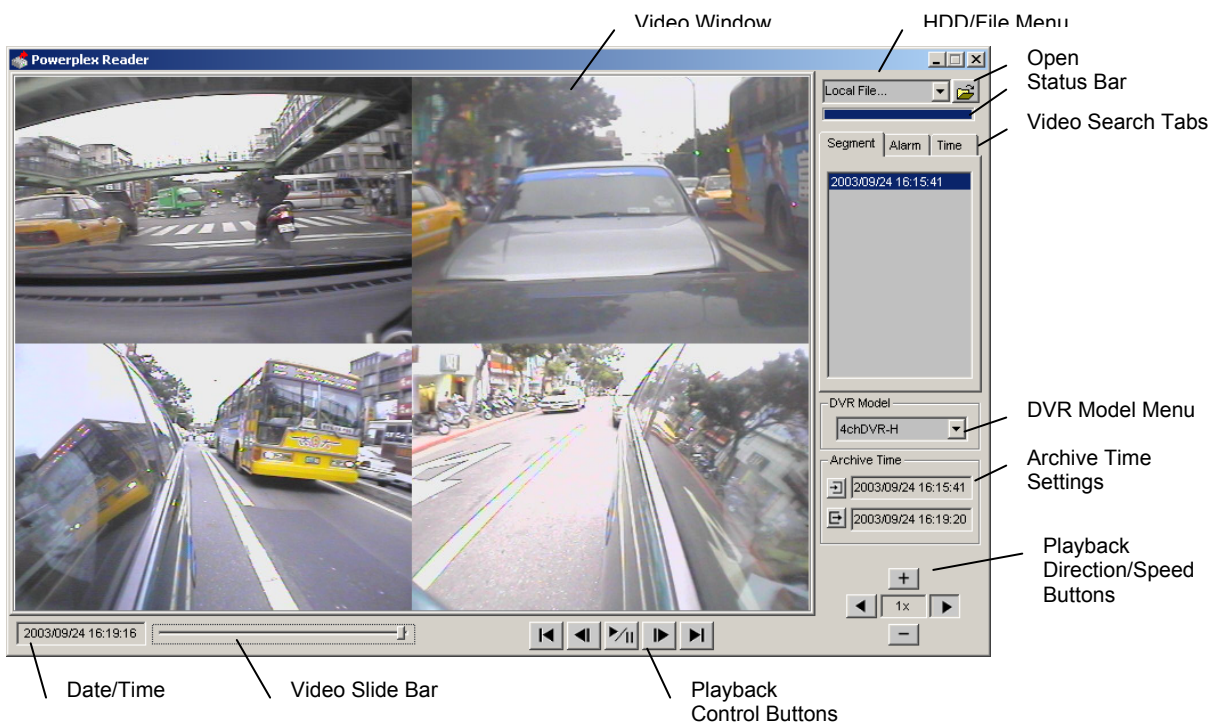 Video Window
HDD/File Menu
Powerplex Reader
Open
Status Bar
Local File...
Video Search Tabs
Segment
Alarm
Time
2003/09/24 16:15:41
DVR Model
4chDVR-H
DVR Model Menu
Archive Time
2003/09/24 16:15:41
2003/09/24 16:19:20
Archive Time
Settings
Playback
Direction/Speed
Buttons
+
1x
−
2003/09/24 16:19:16
Date/Time
Video Slide Bar
Playback
Control Buttons